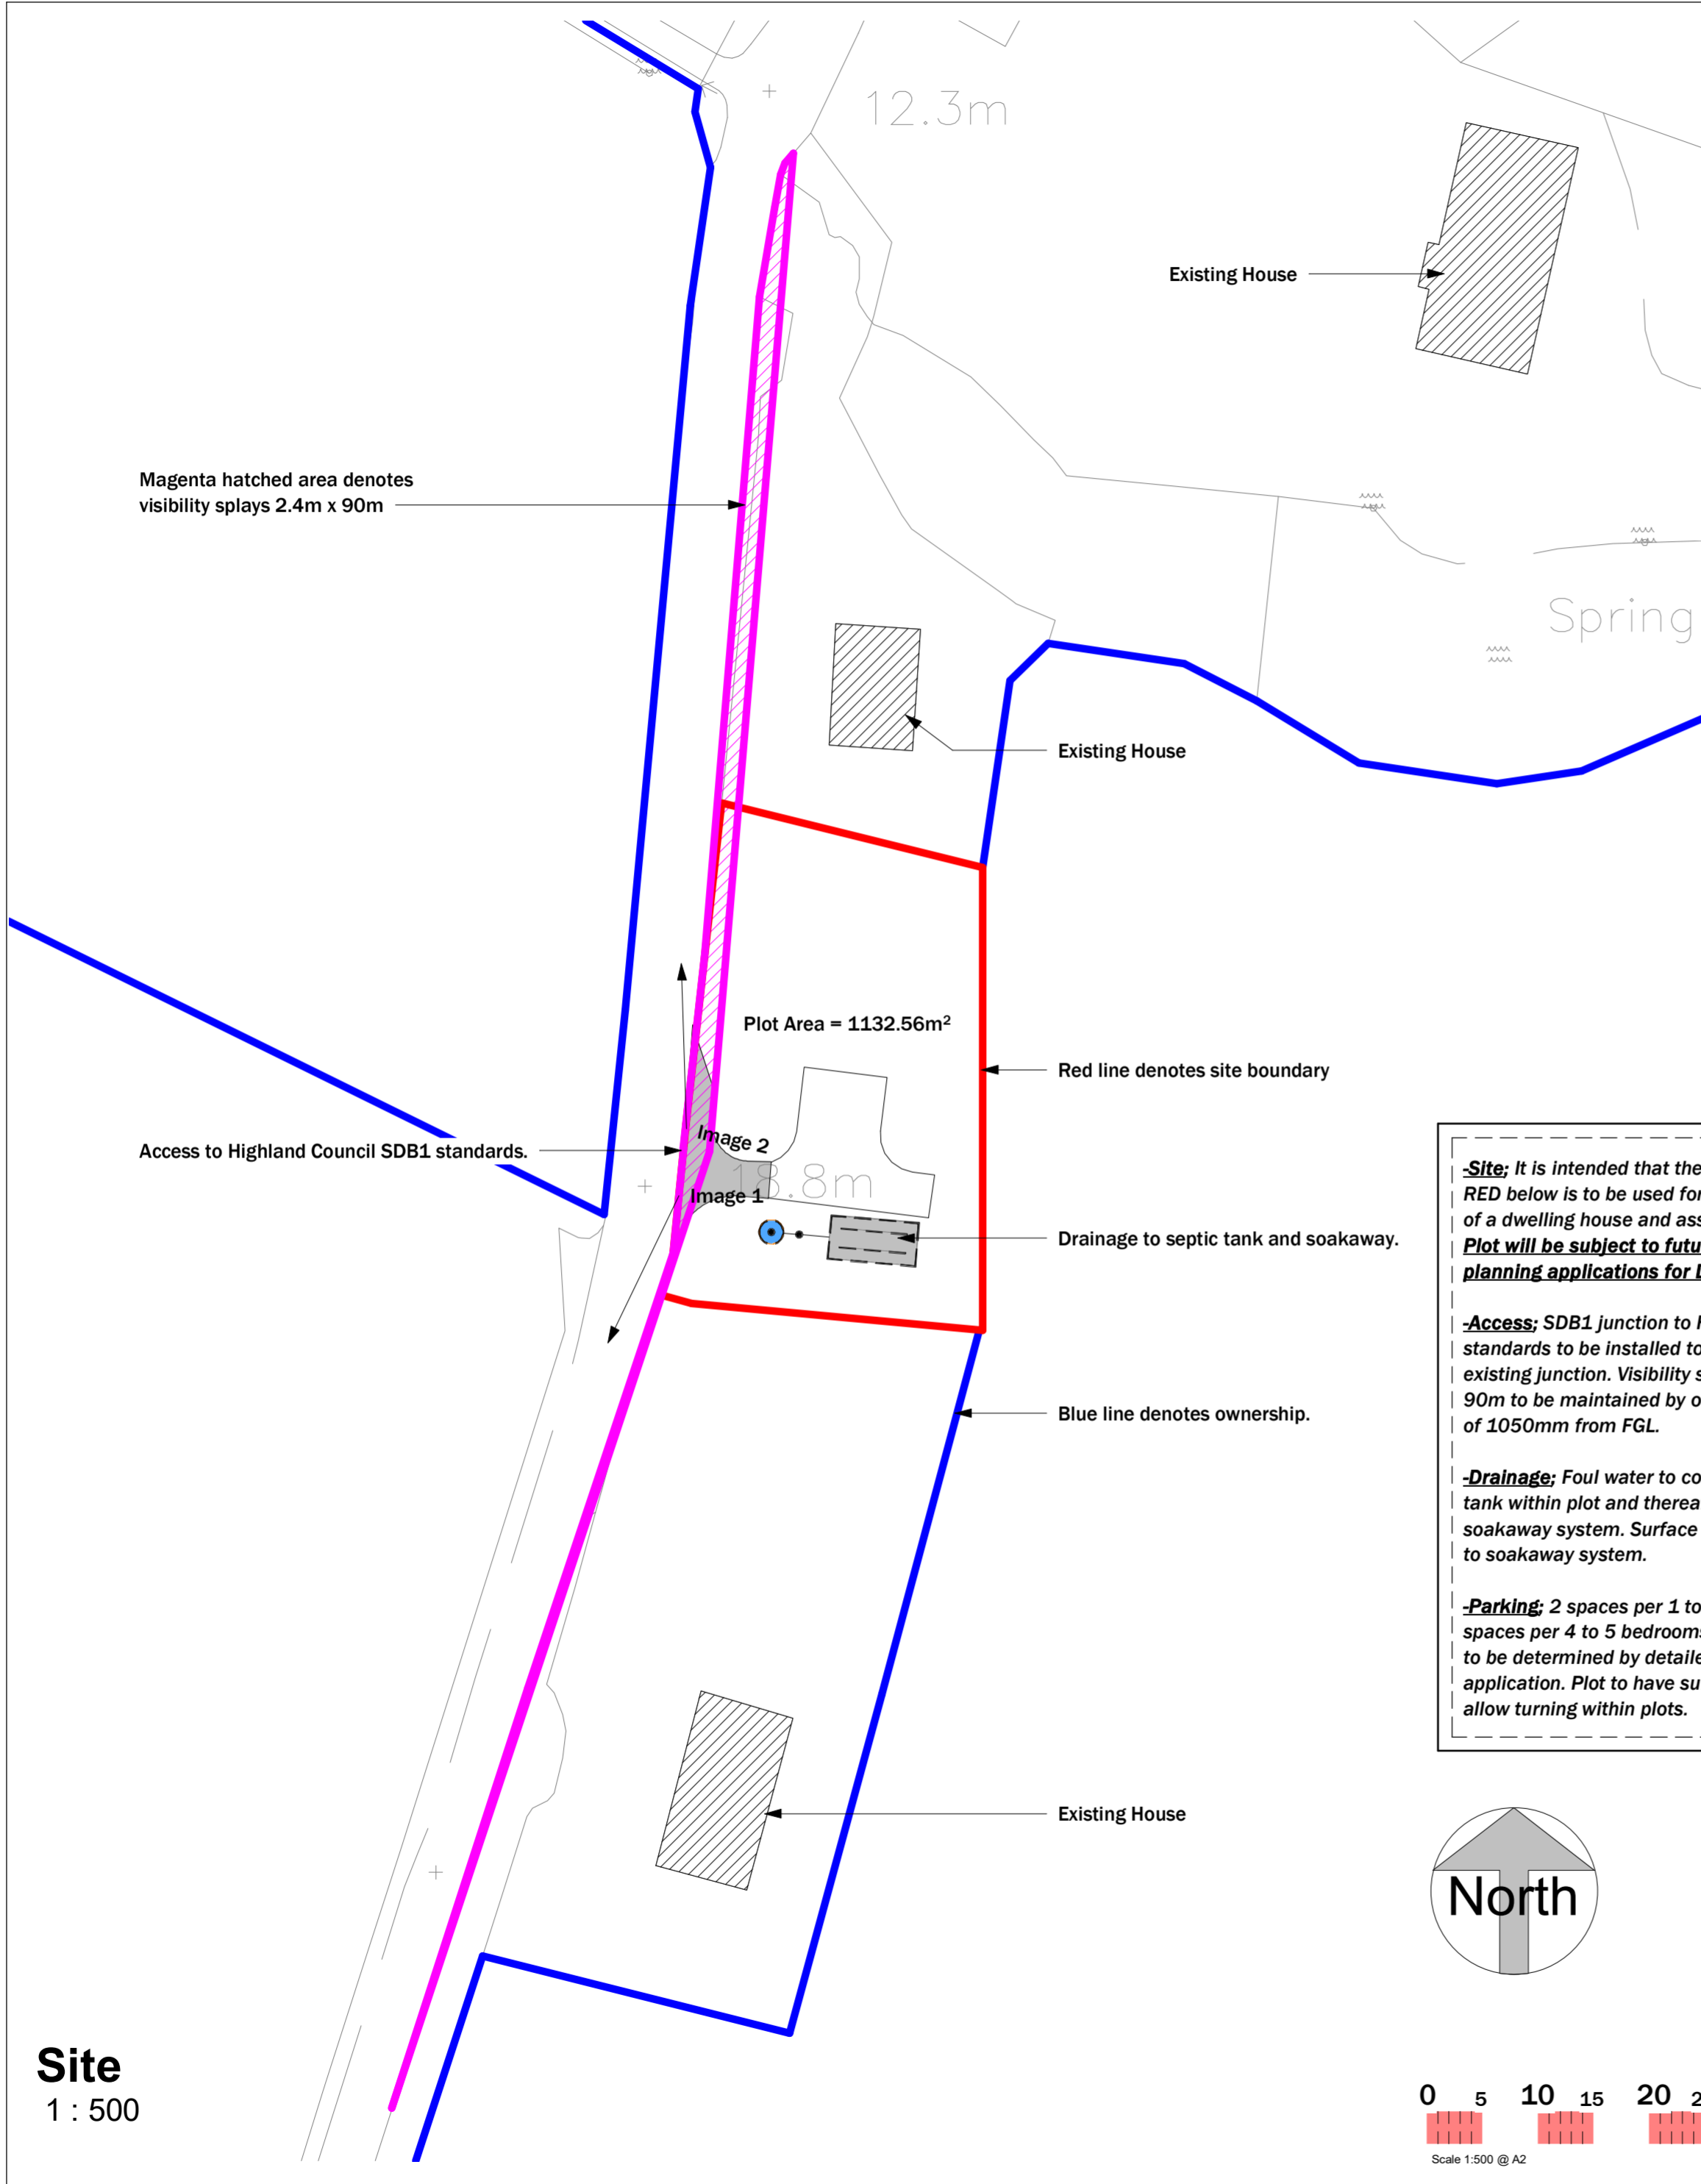 12.3m
Existing House
Magenta hatched area denotes
visibility splays 2.4m x 90m
Spring
Existing House
Plot Area = 1132.56m²
Red line denotes site boundary
Image 2
Access to Highland Council SDB1 standards.
18.8m
Image 1
Drainage to septic tank and soakaway.
Blue line denotes ownership.
Existing House
-Site; It is intended that the
RED below is to be used for
of a dwelling house and ass
Plot will be subject to futu
planning applications for
-Access; SDB1 junction to
standards to be installed to
existing junction. Visibility s
90m to be maintained by o
of 1050mm from FGL.
-Drainage; Foul water to co
tank within plot and therea
soakaway system. Surface
to soakaway system.
-Parking; 2 spaces per 1 to
spaces per 4 to 5 bedrooms
to be determined by detaile
application. Plot to have su
allow turning within plots.
North
Site
1 : 500
0 5 10 15 20 2
Scale 1:500 @ A2